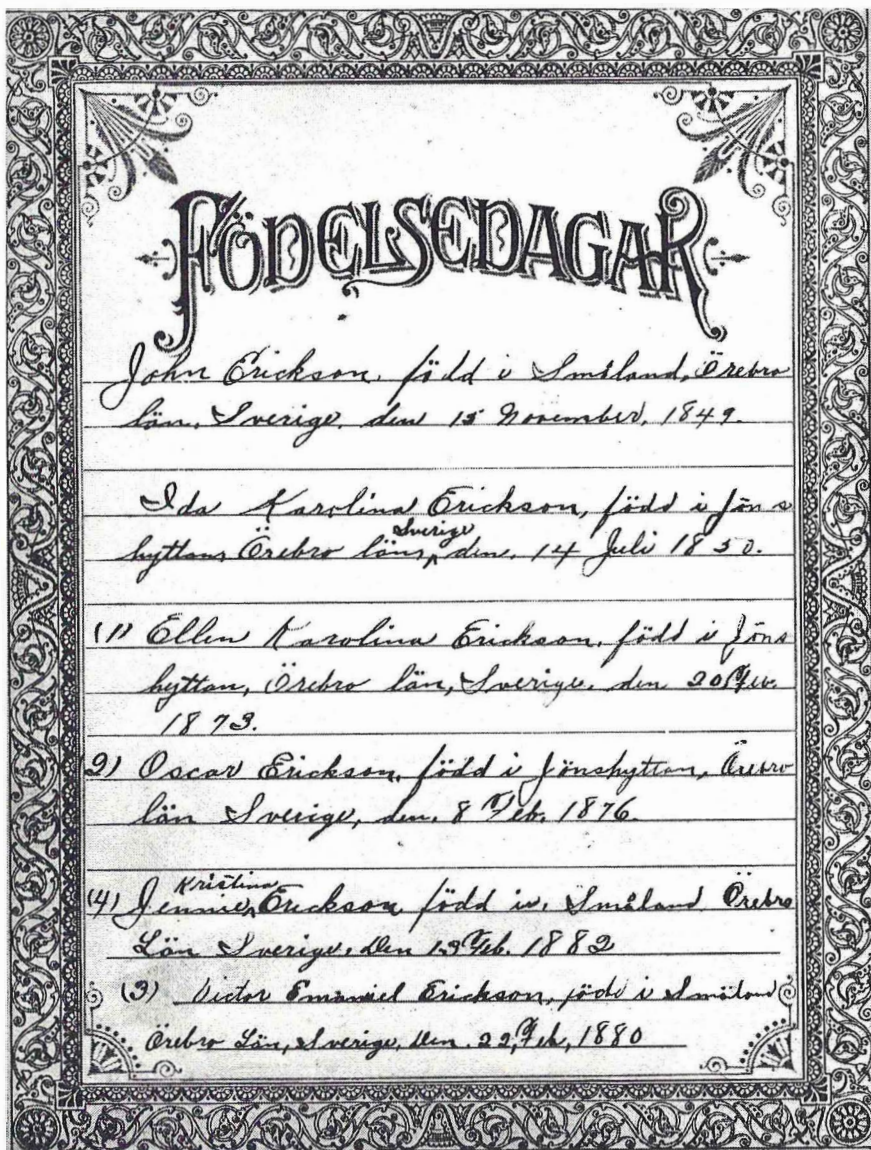 FÖDELSEDAGAR
John Erickson, född i Småland, Örebro
län, Sverige, den 15 November, 1849.
Ida Karolina Erickson, född i Jöns
hyttans Örebro läns, Sverige den, 14 Juli 1850.
(1) Ellen Karolina Erickson, född i Jöns
hyttan, Örebro län, Sverige, den 20 Feb.
1873.
(2) Oscar Erickson, född i Jönshyttan, Örebro
län Sverige, den, 8 Feb. 1876.
(4) Jennie Kristina Erickson född i, Småland Örebro
Län Sverige, Den 13 Feb. 1882
(3) Victor Emanuel Erickson, född i Småland
Örebro Län, Sverige, Den. 22, Feb, 1880